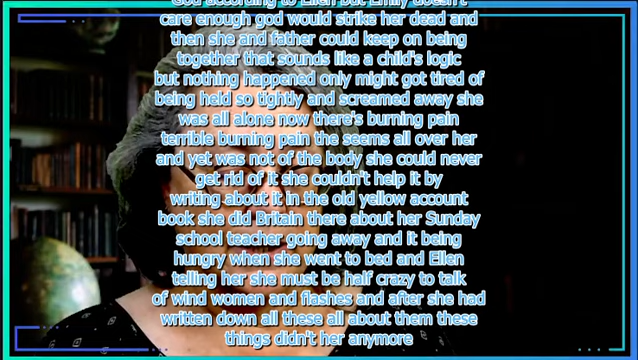 God according to Ellen but Emily doesn't
care enough god would strike her dead and
then she and father could keep on being
together that sounds like a child's logic
but nothing happened only might got tired of
being held so tightly and screamed away she
was all alone now there's burning pain
terrible burning pain the seems all over her
and yet was not of the body she could never
get rid of it she couldn't help it by
writing about it in the old yellow account
book she did Britain there about her Sunday
school teacher going away and it being
hungry when she went to bed and Ellen
telling her she must be half crazy to talk
of wind women and flashes and after she had
written down all these all about them these
things didn't her anymore